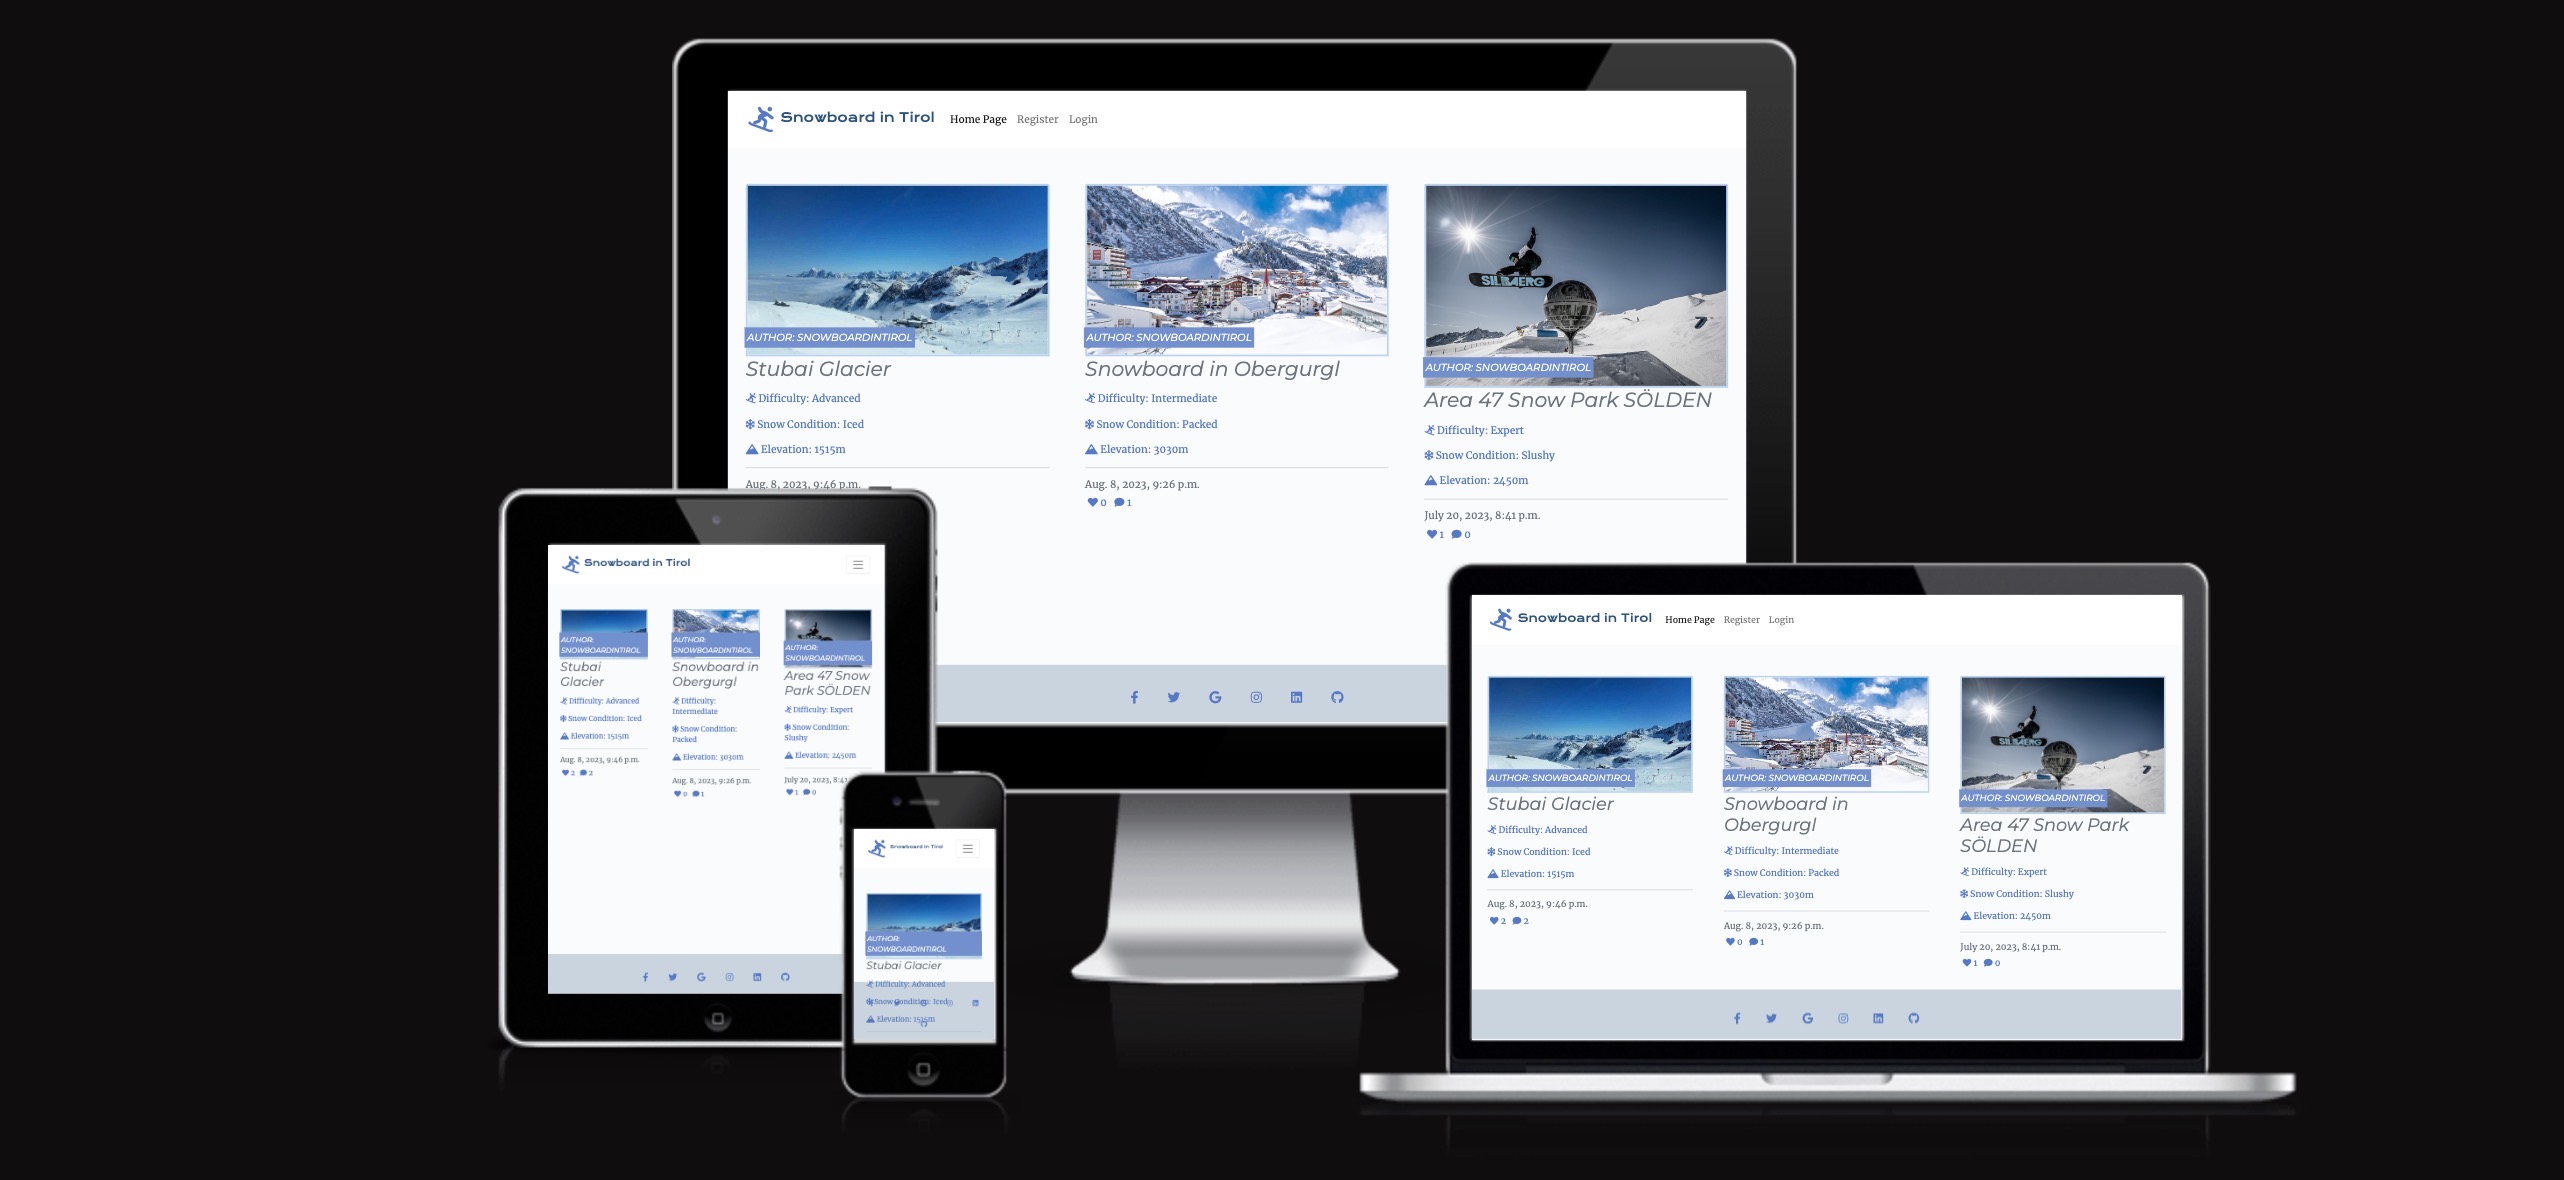 Snowboard in Tirol Home Page Register Login
SILBAERG
AUTHOR: SNOWBOARDINTIROL
Stubai Glacier
Difficulty: Advanced
Snow Condition: Iced
Elevation: 1515m
Aug. 8, 2023, 9:46 p.m.
AUTHOR: SNOWBOARDINTIROL
Snowboard in Obergurgl
Difficulty: Intermediate
Snow Condition: Packed
Elevation: 3030m
Aug. 8, 2023, 9:26 p.m.
0 1
AUTHOR: SNOWBOARDINTIROL
Area 47 Snow Park SÖLDEN
Difficulty: Expert
Snow Condition: Slushy
Elevation: 2450m
July 20, 2023, 8:41 p.m.
1 0
Snowboard in Tirol
AUTHOR:
SNOWBOARDINTIROL
Stubai
Glacier
Difficulty: Advanced
Snow Condition: Iced
Elevation: 1515m
Aug. 8, 2023, 9:46 p.m.
2 2
AUTHOR:
SNOWBOARDINTIROL
Snowboard in
Obergurgl
Difficulty:
Intermediate
Snow Condition:
Packed
Elevation: 3030m
Aug. 8, 2023, 9:26 p.m.
0 1
AUTHOR:
SNOWBOARDINTIROL
Area 47 Snow
Park SÖLDEN
Difficulty: Expert
Snow Condition:
Slushy
Elevation: 2450m
July 20, 2023, 8:41
1 0
Snowboard in Tirol
AUTHOR:
SNOWBOARDINTIROL
Stubai Glacier
Difficulty: Advanced
Snow Condition: Iced
Elevation: 1515m
Snowboard in Tirol Home Page Register Login
SILBAERG
AUTHOR: SNOWBOARDINTIROL
Stubai Glacier
Difficulty: Advanced
Snow Condition: Iced
Elevation: 1515m
Aug. 8, 2023, 9:46 p.m.
2 2
AUTHOR: SNOWBOARDINTIROL
Snowboard in
Obergurgl
Difficulty: Intermediate
Snow Condition: Packed
Elevation: 3030m
Aug. 8, 2023, 9:26 p.m.
0 1
AUTHOR: SNOWBOARDINTIROL
Area 47 Snow Park
SÖLDEN
Difficulty: Expert
Snow Condition: Slushy
Elevation: 2450m
July 20, 2023, 8:41 p.m.
1 0